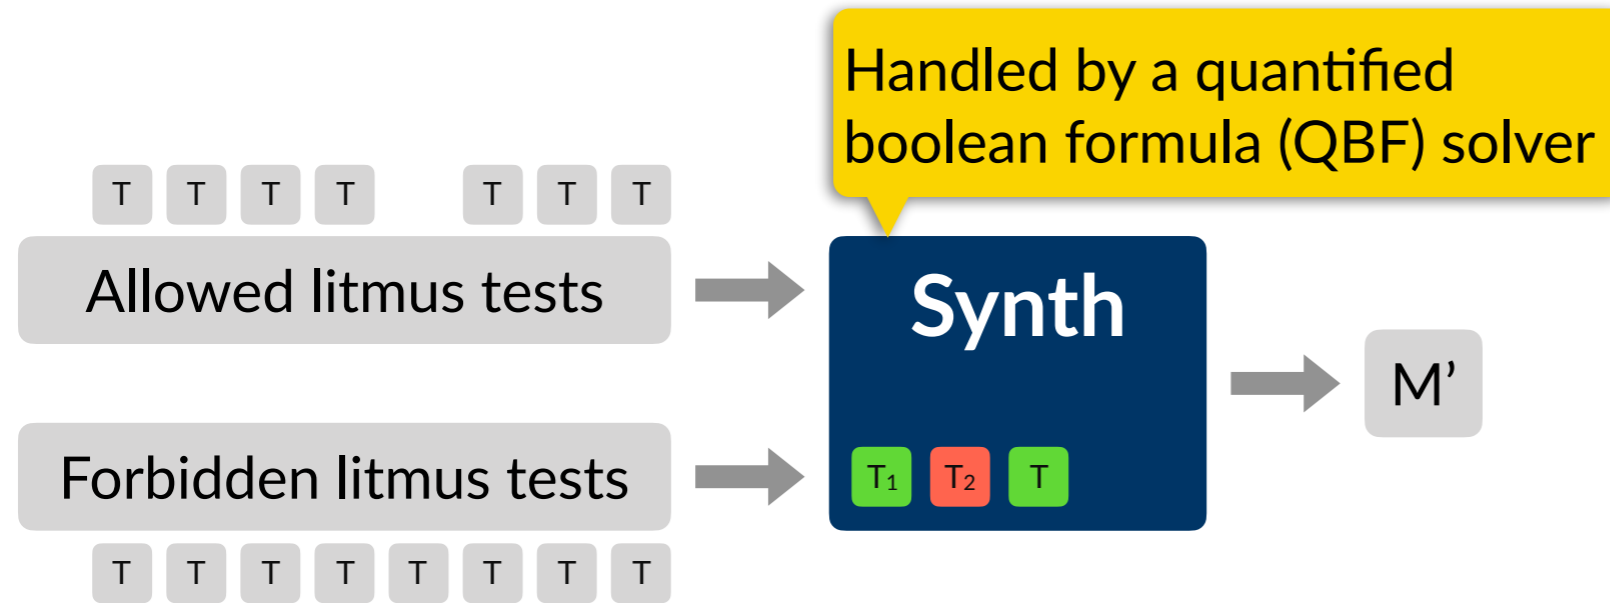 Handled by a quantified
boolean formula (QBF) solver
T T T T T T T
Allowed litmus tests
Synth
M’
Forbidden litmus tests
T₁ T₂ T
T T T T T T T T